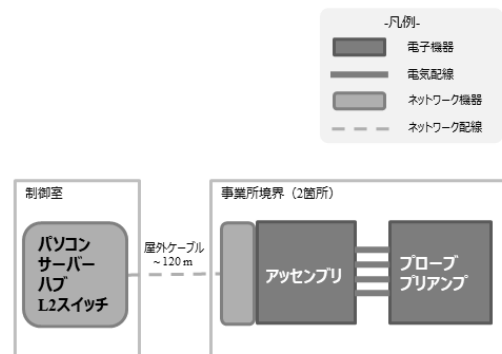 -凡例-
電子機器
電気配線
ネットワーク機器
ネットワーク配線
制御室
パソコン
サーバー
ハブ
L2スイッチ
屋外ケーブル
~120 m
事業所境界（2箇所）
アッセンブリ
プローブ
プリアンプ